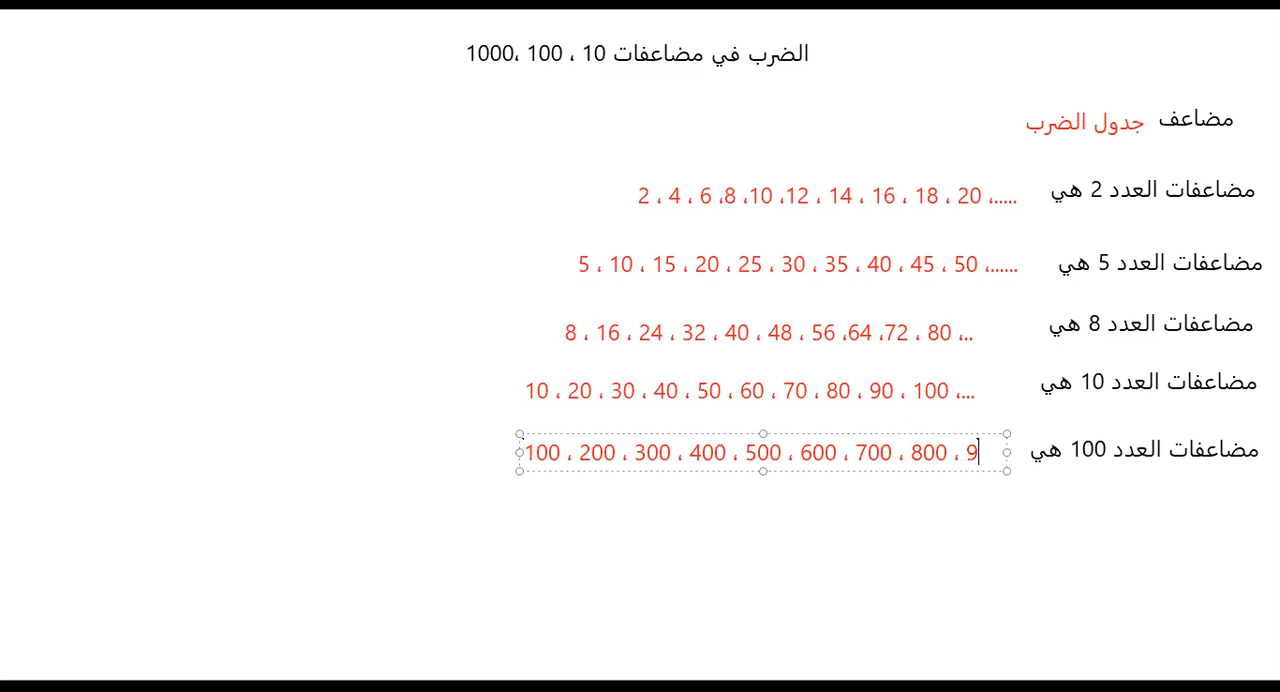 الضرب في مضاعفات 10 ، 100 ،1000
مضاعف جدول الضرب
مضاعفات العدد 2 هي 2 ، 4 ، 6 ،8 ،10 ،12 ، 14 ، 16 ، 18 ، 20 ،......
مضاعفات العدد 5 هي 5 ، 10 ، 15 ، 20 ، 25 ، 30 ، 35 ، 40 ، 45 ، 50 ،......
مضاعفات العدد 8 هي 8 ، 16 ، 24 ، 32 ، 40 ، 48 ، 56 ،64 ،72 ، 80 ،...
مضاعفات العدد 10 هي 10 ، 20 ، 30 ، 40 ، 50 ، 60 ، 70 ، 80 ، 90 ، 100 ،...
مضاعفات العدد 100 هي 100 ، 200 ، 300 ، 400 ، 500 ، 600 ، 700 ، 800 ، 9